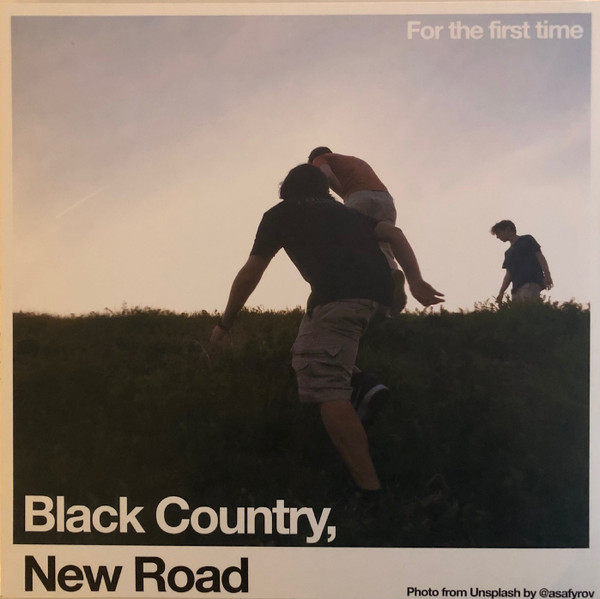 For the first time
Black Country,
New Road
Photo from Unsplash by @asafyrov